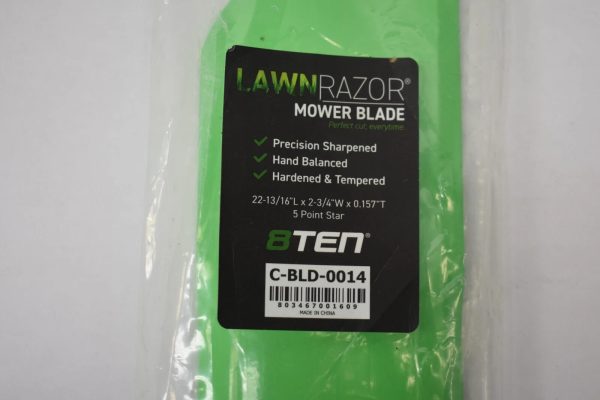 LAWNRAZOR®
MOWER BLADE
Perfect cut, everytime.
Precision Sharpened
Hand Balanced
Hardened & Tempered
22-13/16"L x 2-3/4"W x 0.157"T
5 Point Star
8TEN®
C-BLD-0014
803467001609
MADE IN CHINA